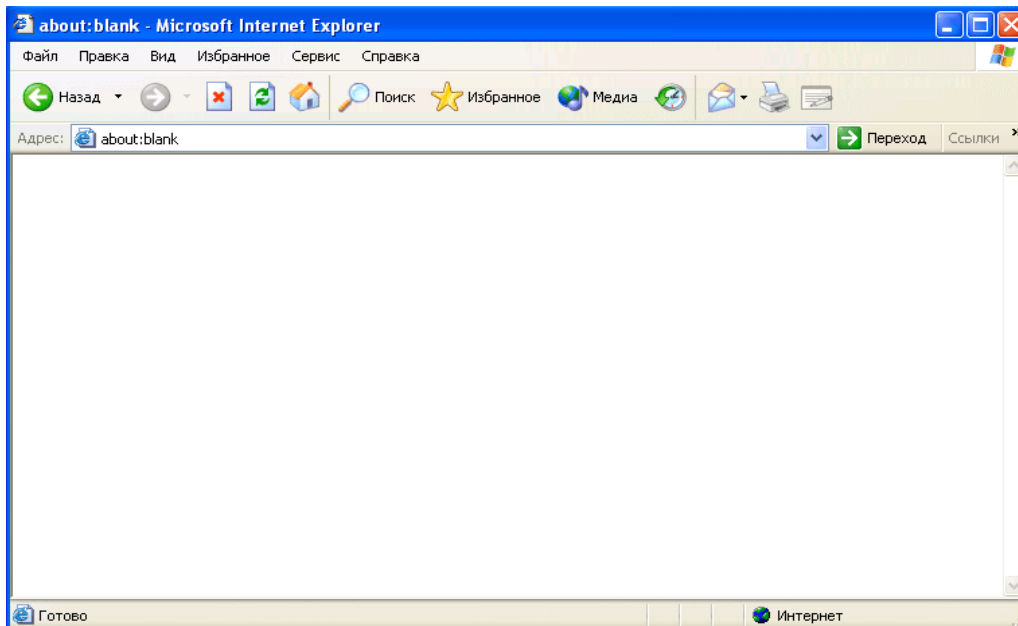 about:blank - Microsoft Internet Explorer
Файл Правка Вид Избранное Сервис Справка
Назад Поиск Избранное Медиа
Адрес: about:blank Переход Ссылки »
Готово Интернет